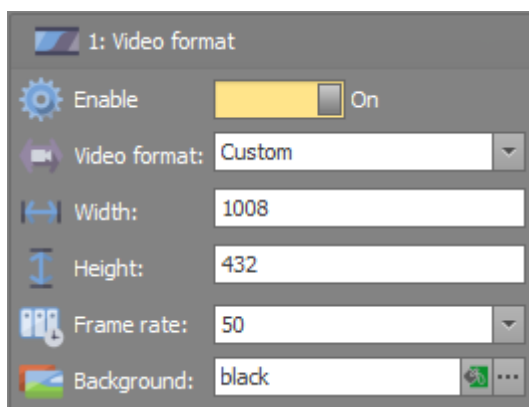 1: Video format
Enable On
Video format: Custom
Width: 1008
Height: 432
Frame rate: 50
Background: black